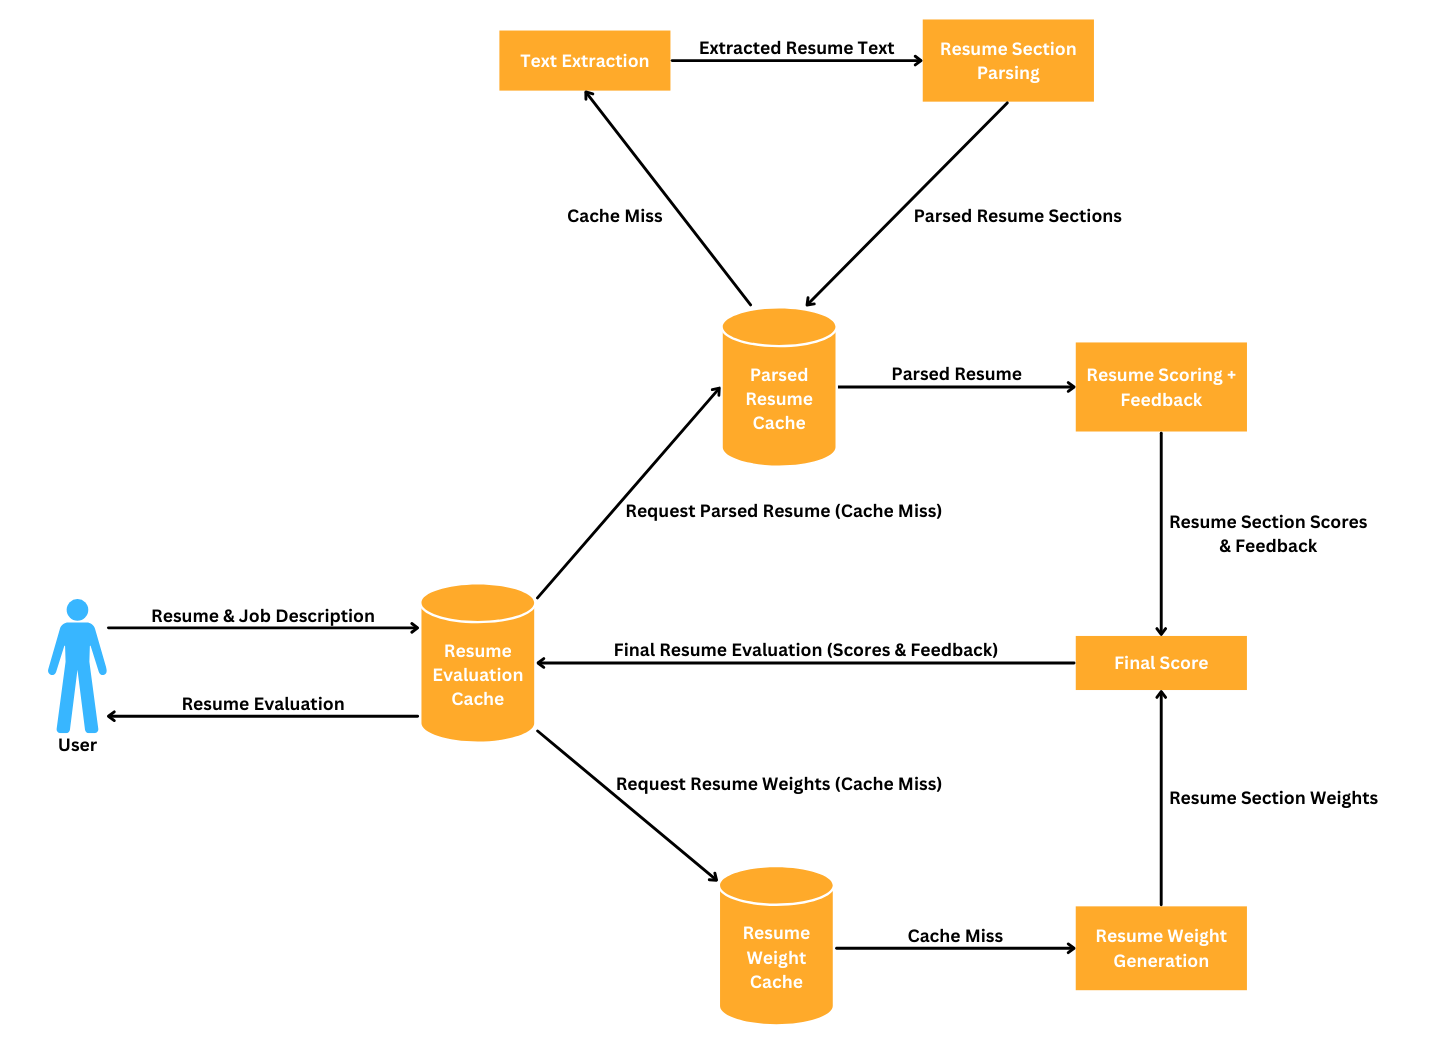 Text Extraction
Extracted Resume Text
Resume Section
Parsing
Cache Miss
Parsed Resume Sections
Parsed
Resume
Cache
Parsed Resume
Resume Scoring +
Feedback
Request Parsed Resume (Cache Miss)
Resume Section Scores
& Feedback
Resume & Job Description
Resume
Evaluation
Cache
Final Resume Evaluation (Scores & Feedback)
Final Score
Resume Evaluation
User
Request Resume Weights (Cache Miss)
Resume Section Weights
Resume
Weight
Cache
Cache Miss
Resume Weight
Generation